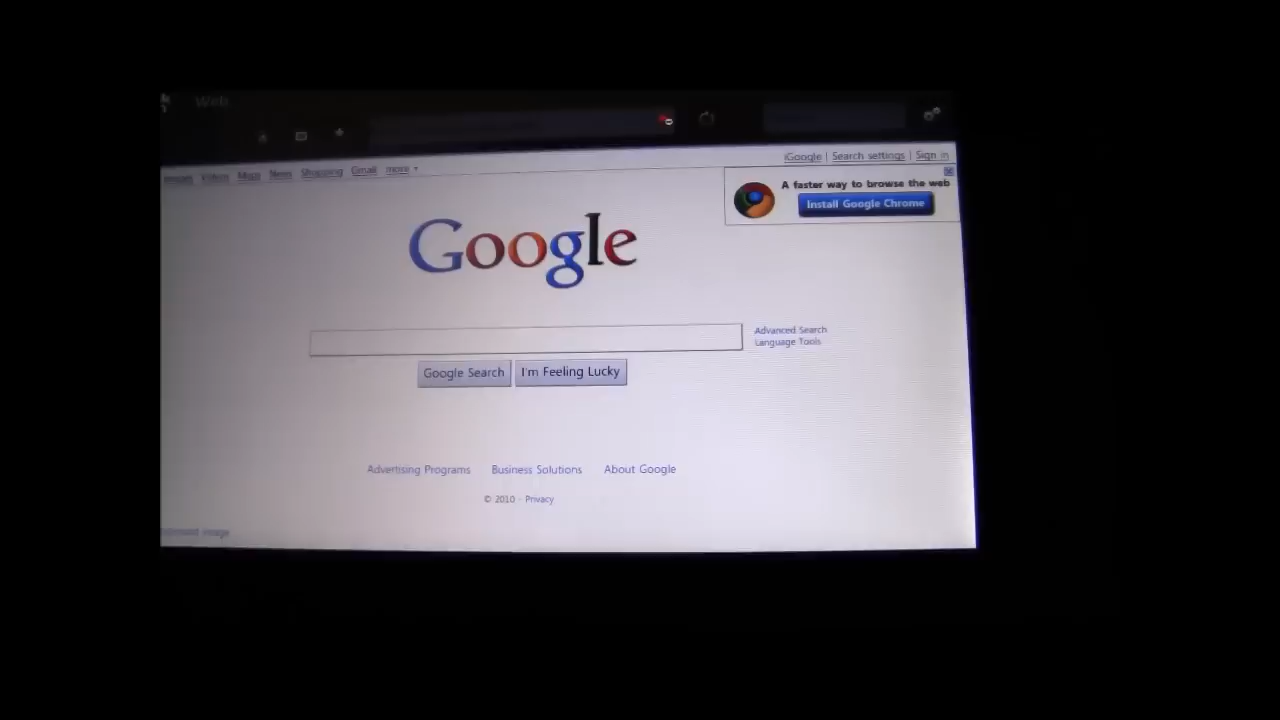 Web
iGoogle | Search settings | Sign in
Videos Maps News Shopping Gmail more
A faster way to browse the web
Install Google Chrome
Google
Advanced Search
Language Tools
Google Search I'm Feeling Lucky
Advertising Programs Business Solutions About Google
© 2010 - Privacy